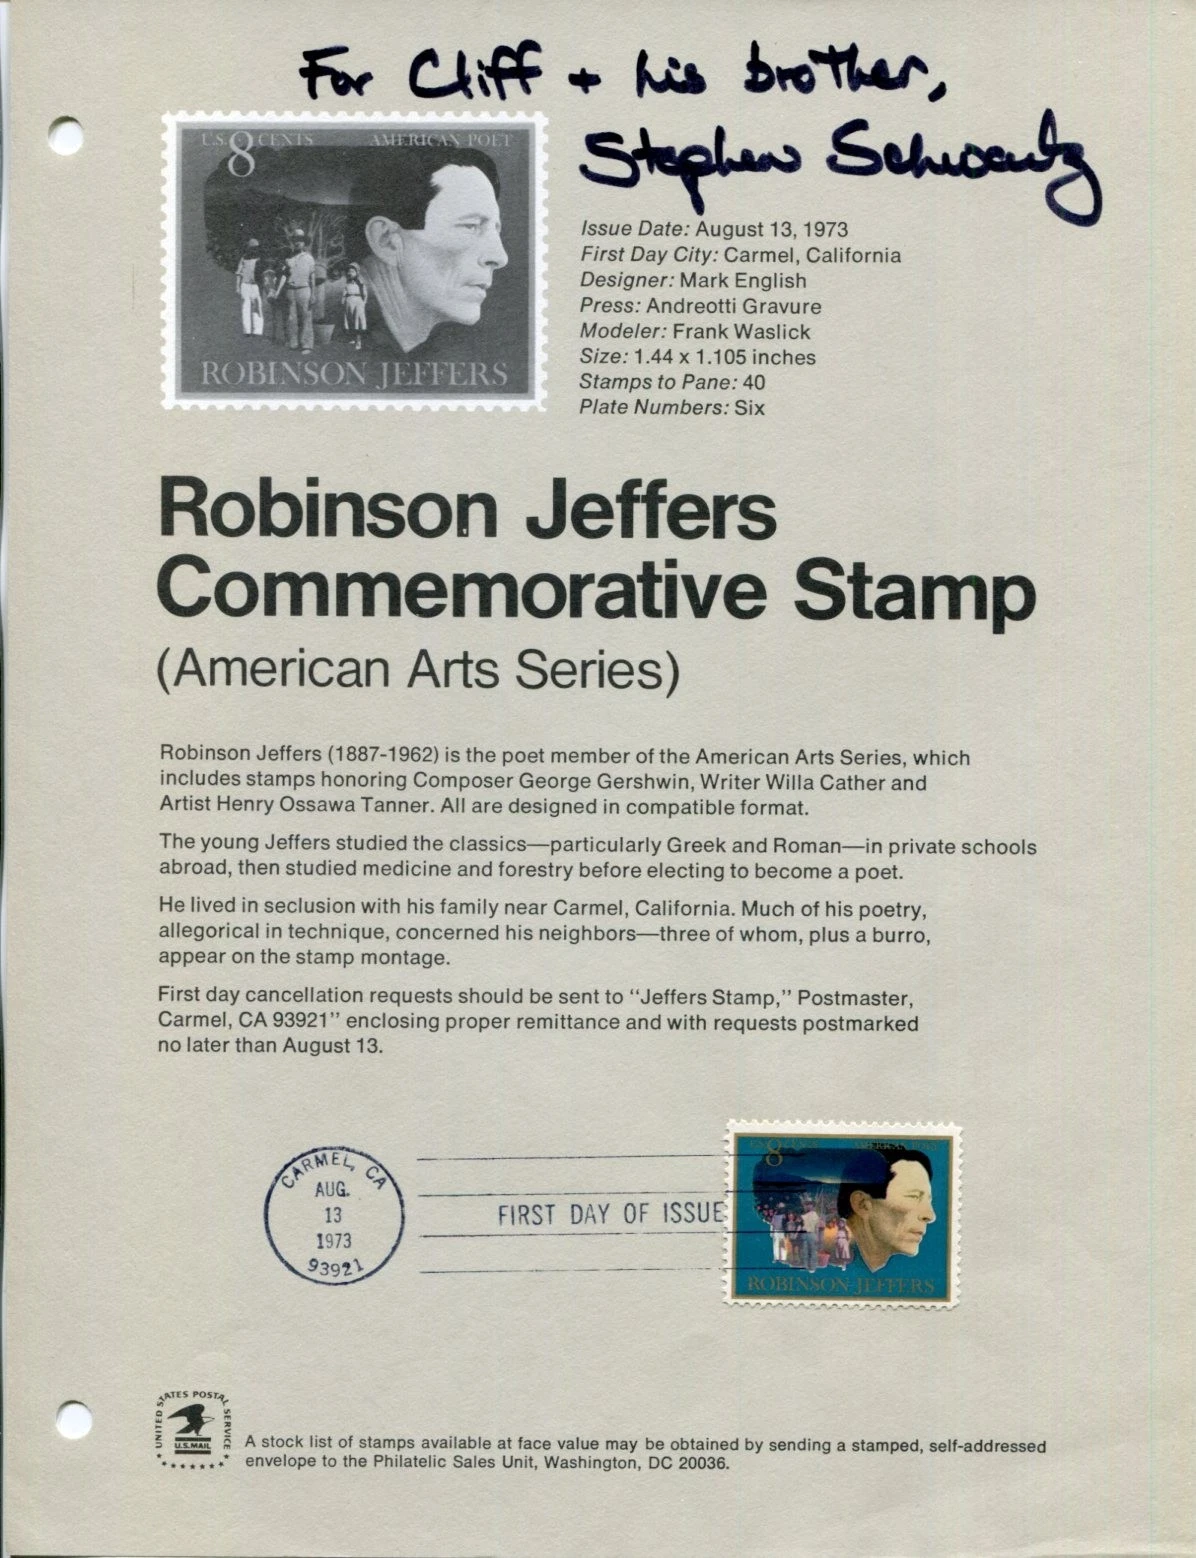 For Cliff + his brother,
Stephen Schwartz
U.S. 8 CENTS AMERICAN POET
ROBINSON JEFFERS
Issue Date: August 13, 1973
First Day City: Carmel, California
Designer: Mark English
Press: Andreotti Gravure
Modeler: Frank Waslick
Size: 1.44 x 1.105 inches
Stamps to Pane: 40
Plate Numbers: Six
Robinson Jeffers
Commemorative Stamp
(American Arts Series)
Robinson Jeffers (1887-1962) is the poet member of the American Arts Series, which
includes stamps honoring Composer George Gershwin, Writer Willa Cather and
Artist Henry Ossawa Tanner. All are designed in compatible format.
The young Jeffers studied the classics—particularly Greek and Roman—in private schools
abroad, then studied medicine and forestry before electing to become a poet.
He lived in seclusion with his family near Carmel, California. Much of his poetry,
allegorical in technique, concerned his neighbors—three of whom, plus a burro,
appear on the stamp montage.
First day cancellation requests should be sent to “Jeffers Stamp,” Postmaster,
Carmel, CA 93921” enclosing proper remittance and with requests postmarked
no later than August 13.
CARMEL, CA
AUG.
13
1973
93921
FIRST DAY OF ISSUE
8
ROBINSON JEFFERS
UNITED STATES POSTAL SERVICE
U.S.MAIL
A stock list of stamps available at face value may be obtained by sending a stamped, self-addressed
envelope to the Philatelic Sales Unit, Washington, DC 20036.